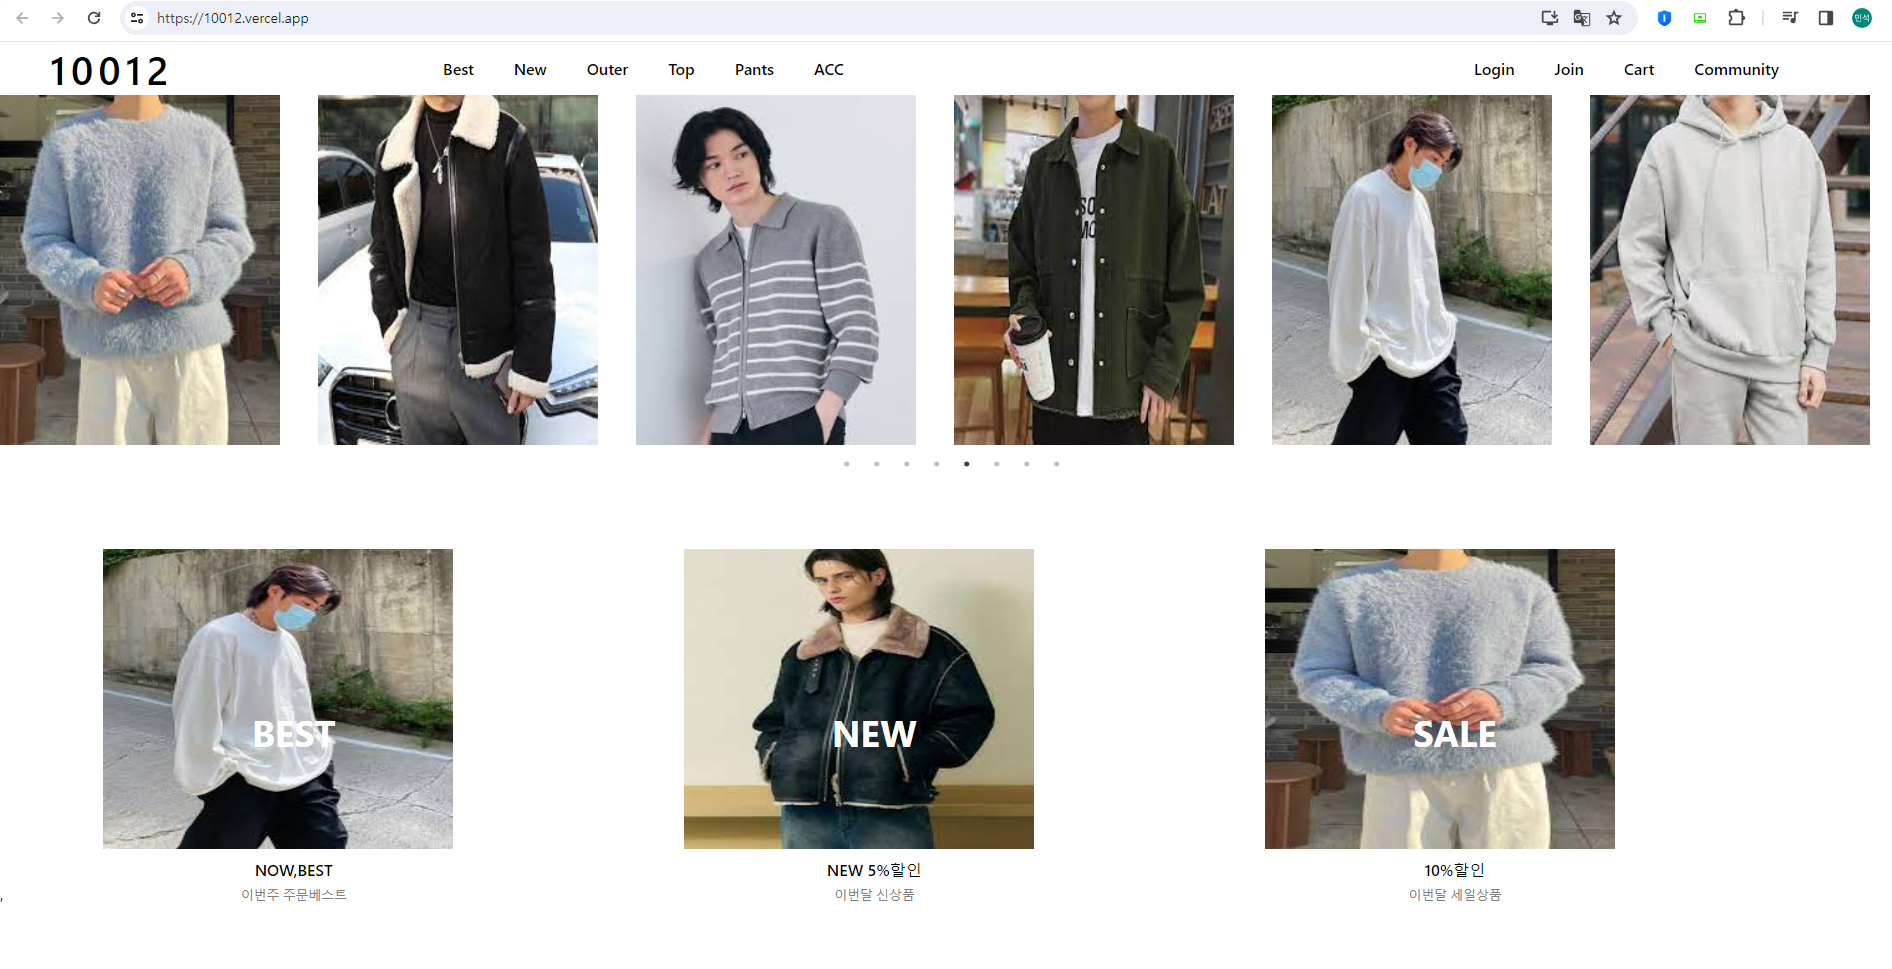 https://10012.vercel.app
민석
10012
Best New Outer Top Pants ACC
Login Join Cart Community
BEST
NEW
SALE
NOW,BEST
이번주 주문베스트
NEW 5%할인
이번달 신상품
10%할인
이번달 세일상품
,